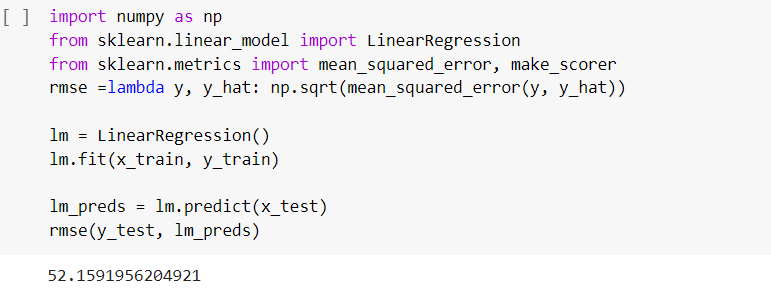 [ ] import numpy as np
from sklearn.linear_model import LinearRegression
from sklearn.metrics import mean_squared_error, make_scorer
rmse =lambda y, y_hat: np.sqrt(mean_squared_error(y, y_hat))
lm = LinearRegression()
lm.fit(x_train, y_train)
lm_preds = lm.predict(x_test)
rmse(y_test, lm_preds)
52.1591956204921